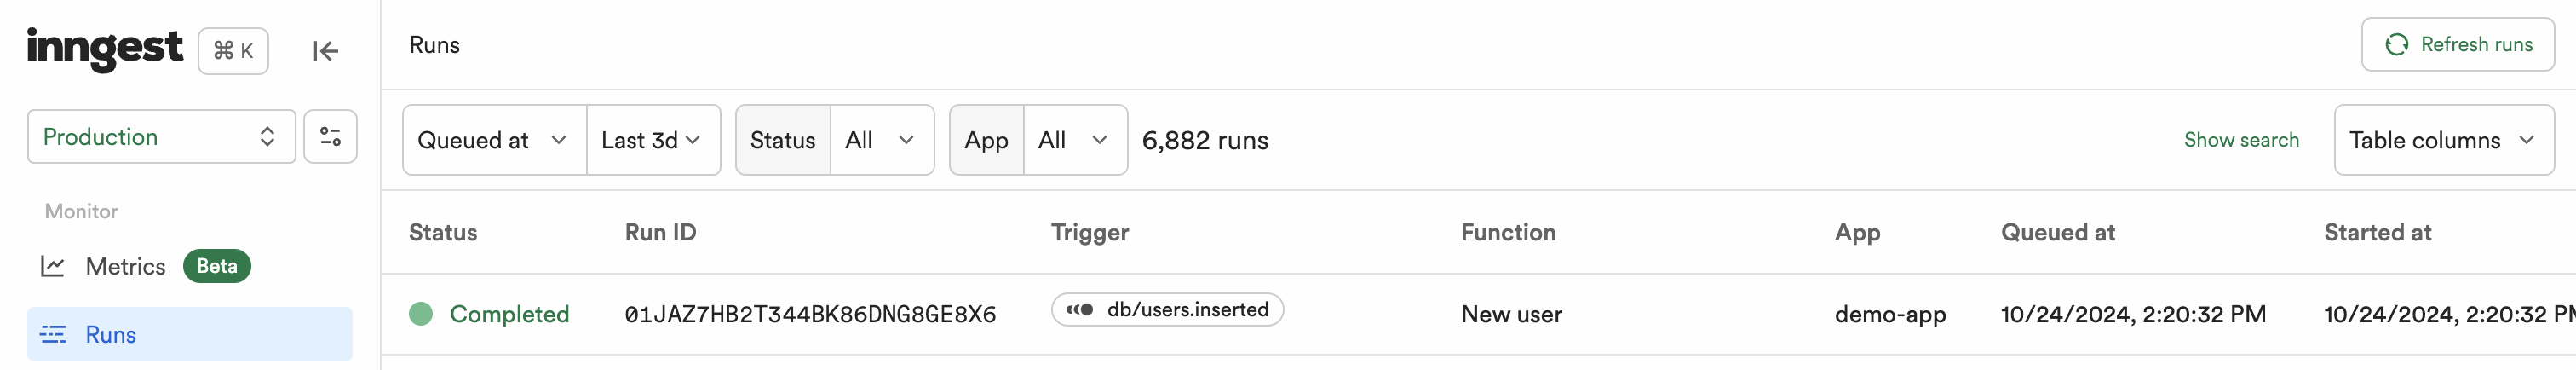 inngest
⌘ K
Production
Monitor
Metrics Beta
Runs
Runs
Refresh runs
Queued at Last 3d Status All App All 6,882 runs Show search Table columns
Status Run ID Trigger Function App Queued at Started at
Completed 01JAZ7HB2T344BK86DNG8GE8X6 db/users.inserted New user demo-app 10/24/2024, 2:20:32 PM 10/24/2024, 2:20:32 PM